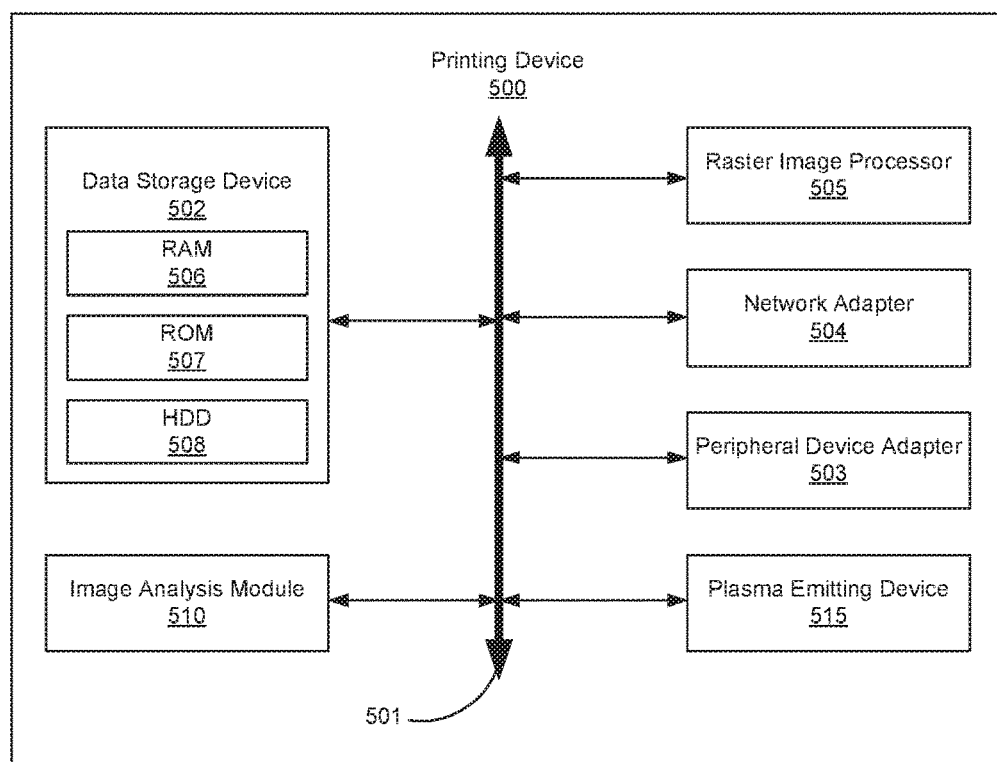 Printing Device
500
Data Storage Device
502
RAM
506
ROM
507
HDD
508
Image Analysis Module
510
Raster Image Processor
505
Network Adapter
504
Peripheral Device Adapter
503
Plasma Emitting Device
515
501